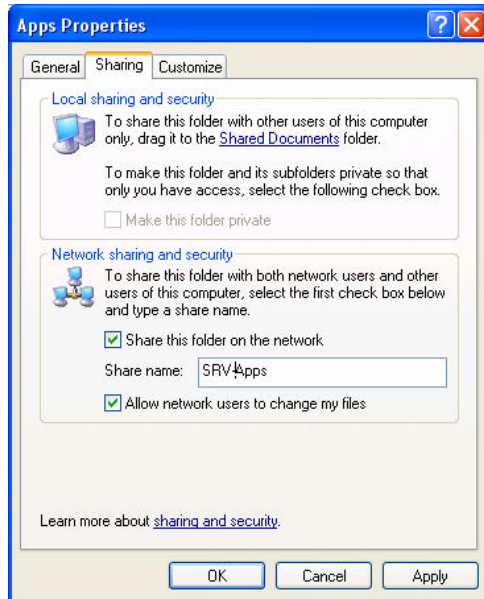 Apps Properties
General Sharing Customize
Local sharing and security
To share this folder with other users of this computer
only, drag it to the Shared Documents folder.
To make this folder and its subfolders private so that
only you have access, select the following check box.
Make this folder private
Network sharing and security
To share this folder with both network users and other
users of this computer, select the first check box below
and type a share name.
Share this folder on the network
Share name: SRV-Apps
Allow network users to change my files
Learn more about sharing and security.
OK Cancel Apply